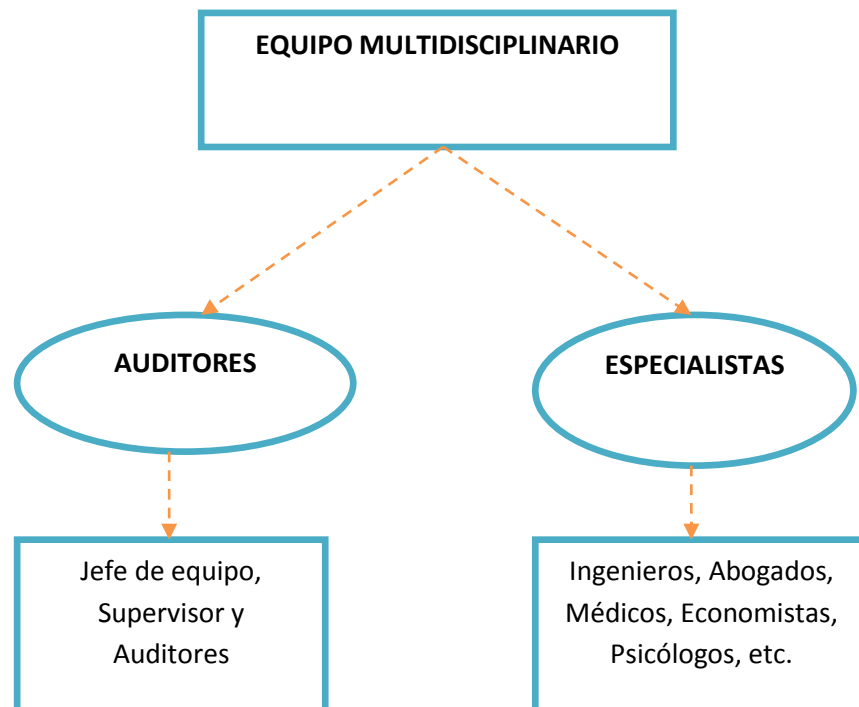 EQUIPO MULTIDISCIPLINARIO
AUDITORES
ESPECIALISTAS
Jefe de equipo,
Supervisor y
Auditores
Ingenieros, Abogados,
Médicos, Economistas,
Psicólogos, etc.